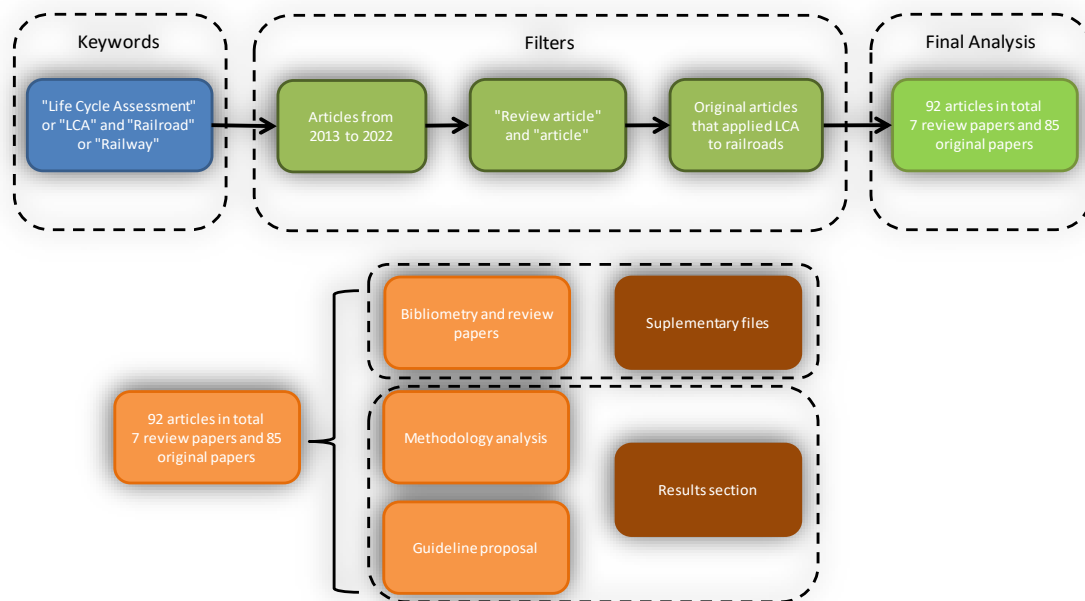 Keywords
Filters
Final Analysis
"Life Cycle Assessment"
or "LCA" and "Railroad"
or "Railway"
Articles from
2013 to 2022
"Review article"
and "article"
Original articles
that applied LCA
to railroads
92 articles in total
7 review papers and 85
original papers
Bibliometry and review
papers
Suplementary files
92 articles in total
7 review papers and 85
original papers
Methodology analysis
Results section
Guideline proposal